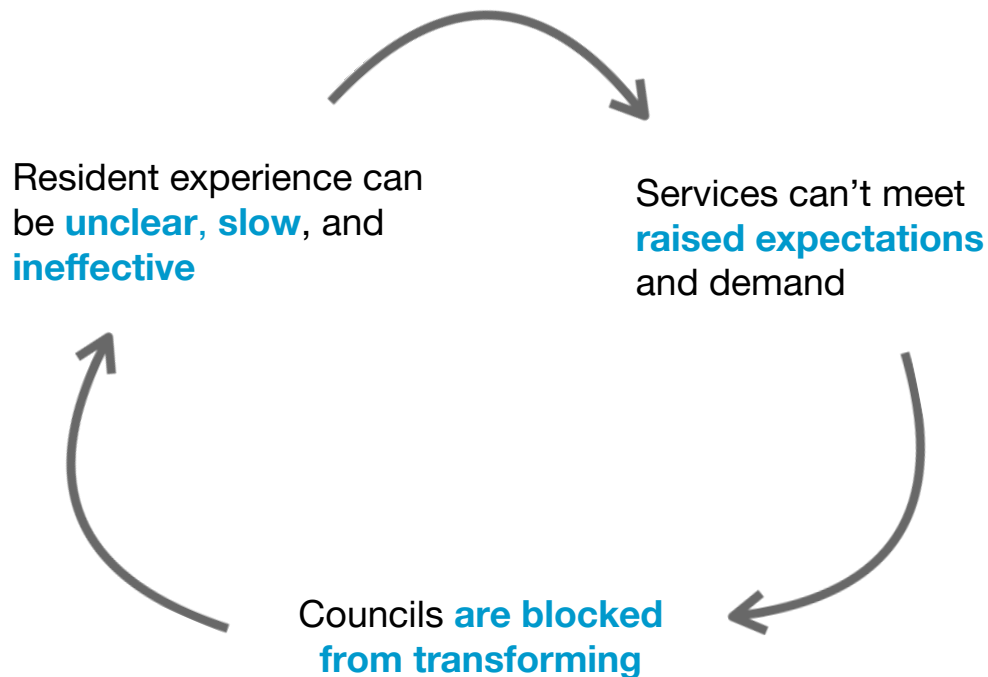 Resident experience can
be unclear, slow, and
ineffective
Services can’t meet
raised expectations
and demand
Councils are blocked
from transforming